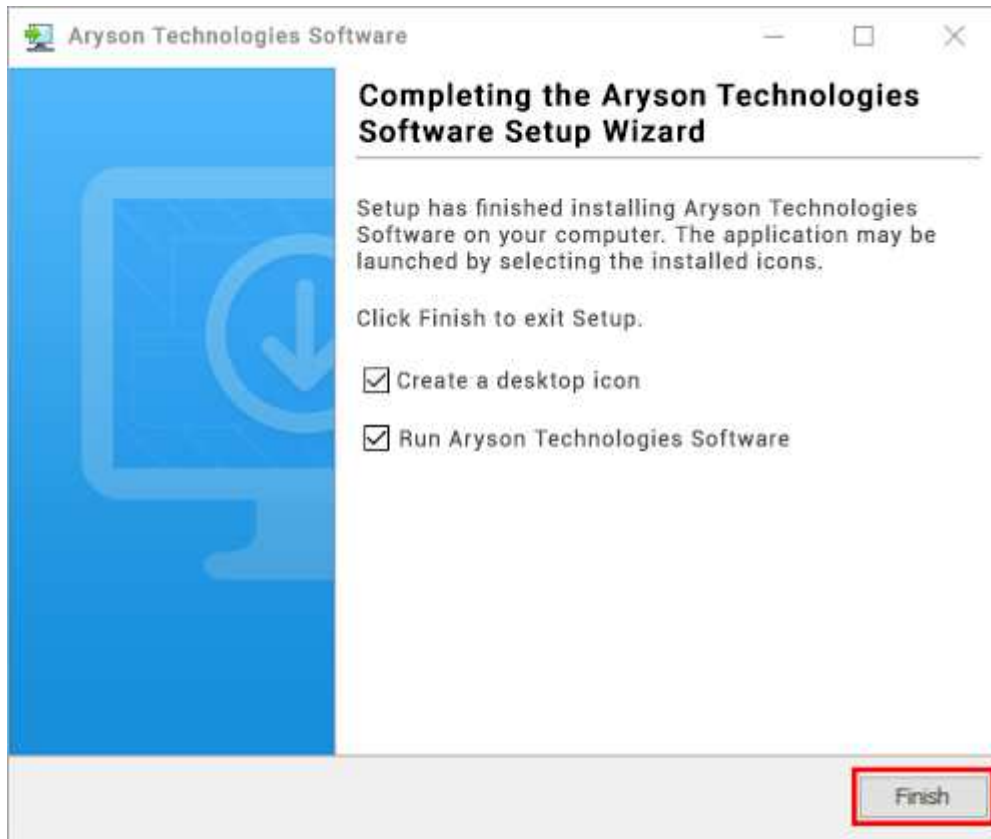 Aryson Technologies Software
Completing the Aryson Technologies
Software Setup Wizard
Setup has finished installing Aryson Technologies
Software on your computer. The application may be
launched by selecting the installed icons.
Click Finish to exit Setup.
Create a desktop icon
Run Aryson Technologies Software
Finish